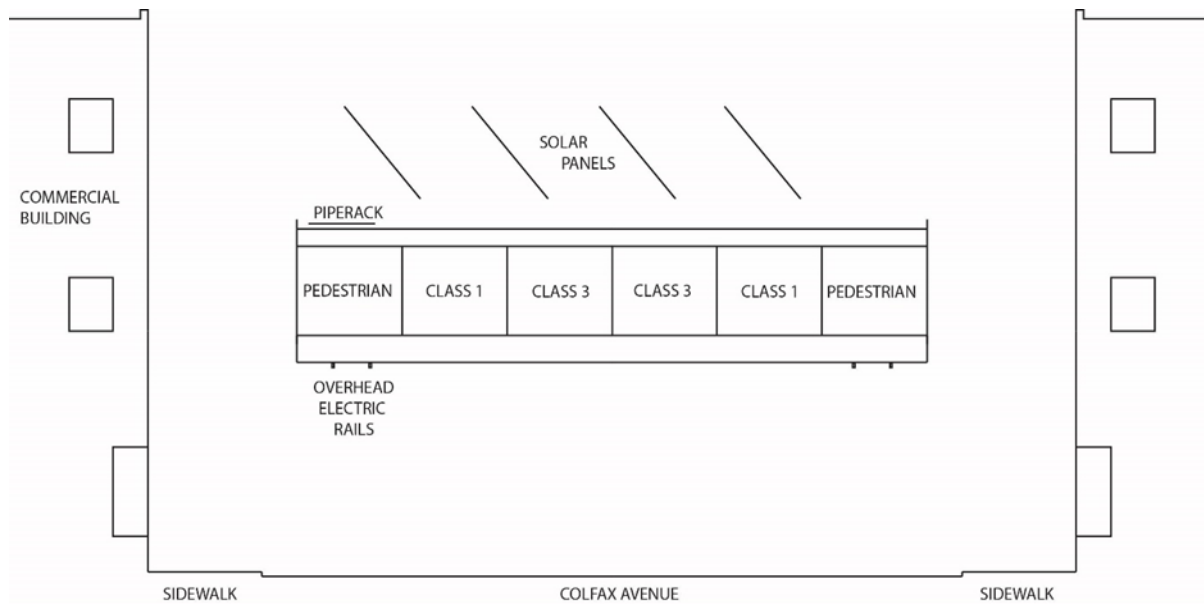 SOLAR
PANELS
COMMERCIAL
BUILDING
PIPERACK
PEDESTRIAN
CLASS 1
CLASS 3
CLASS 3
CLASS 1
PEDESTRIAN
OVERHEAD
ELECTRIC
RAILS
SIDEWALK
COLFAX AVENUE
SIDEWALK